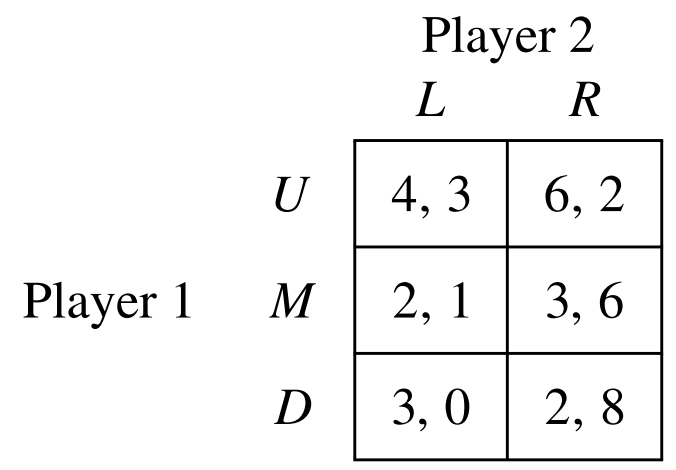 Player 2
L R
U 4, 3 6, 2
Player 1 M 2, 1 3, 6
D 3, 0 2, 8